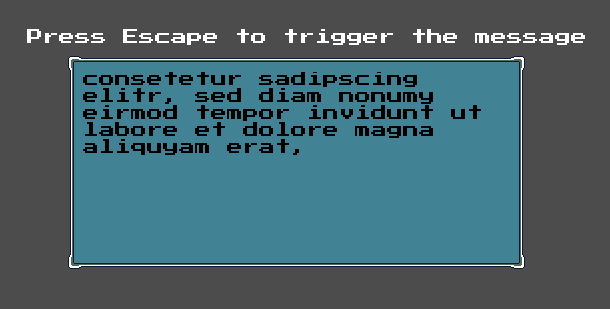 Press Escape to trigger the message
consetetur sadipscing
elitr, sed diam nonumy
eirmod tempor invidunt ut
labore et dolore magna
aliquyam erat,